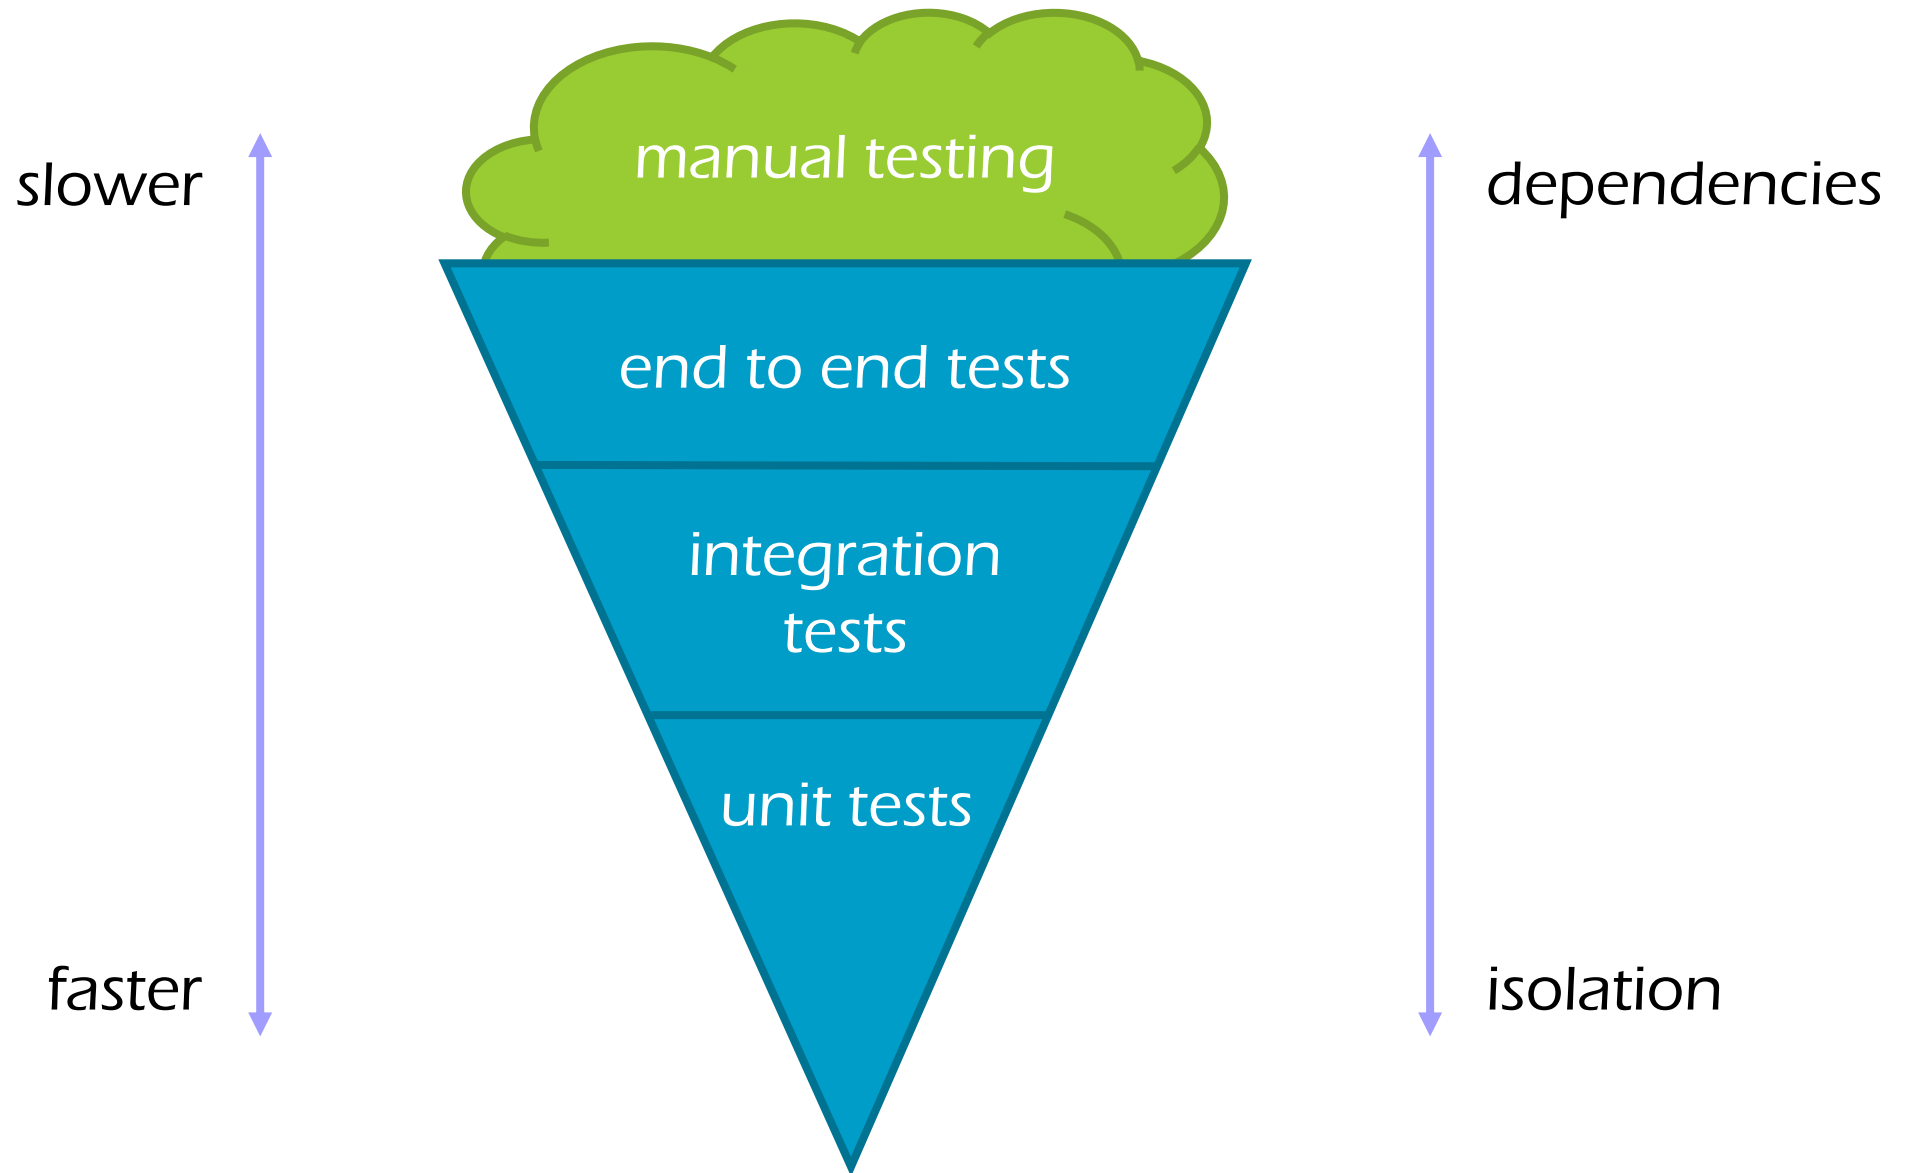 manual testing
slower
dependencies
end to end tests
integration
tests
unit tests
faster
isolation